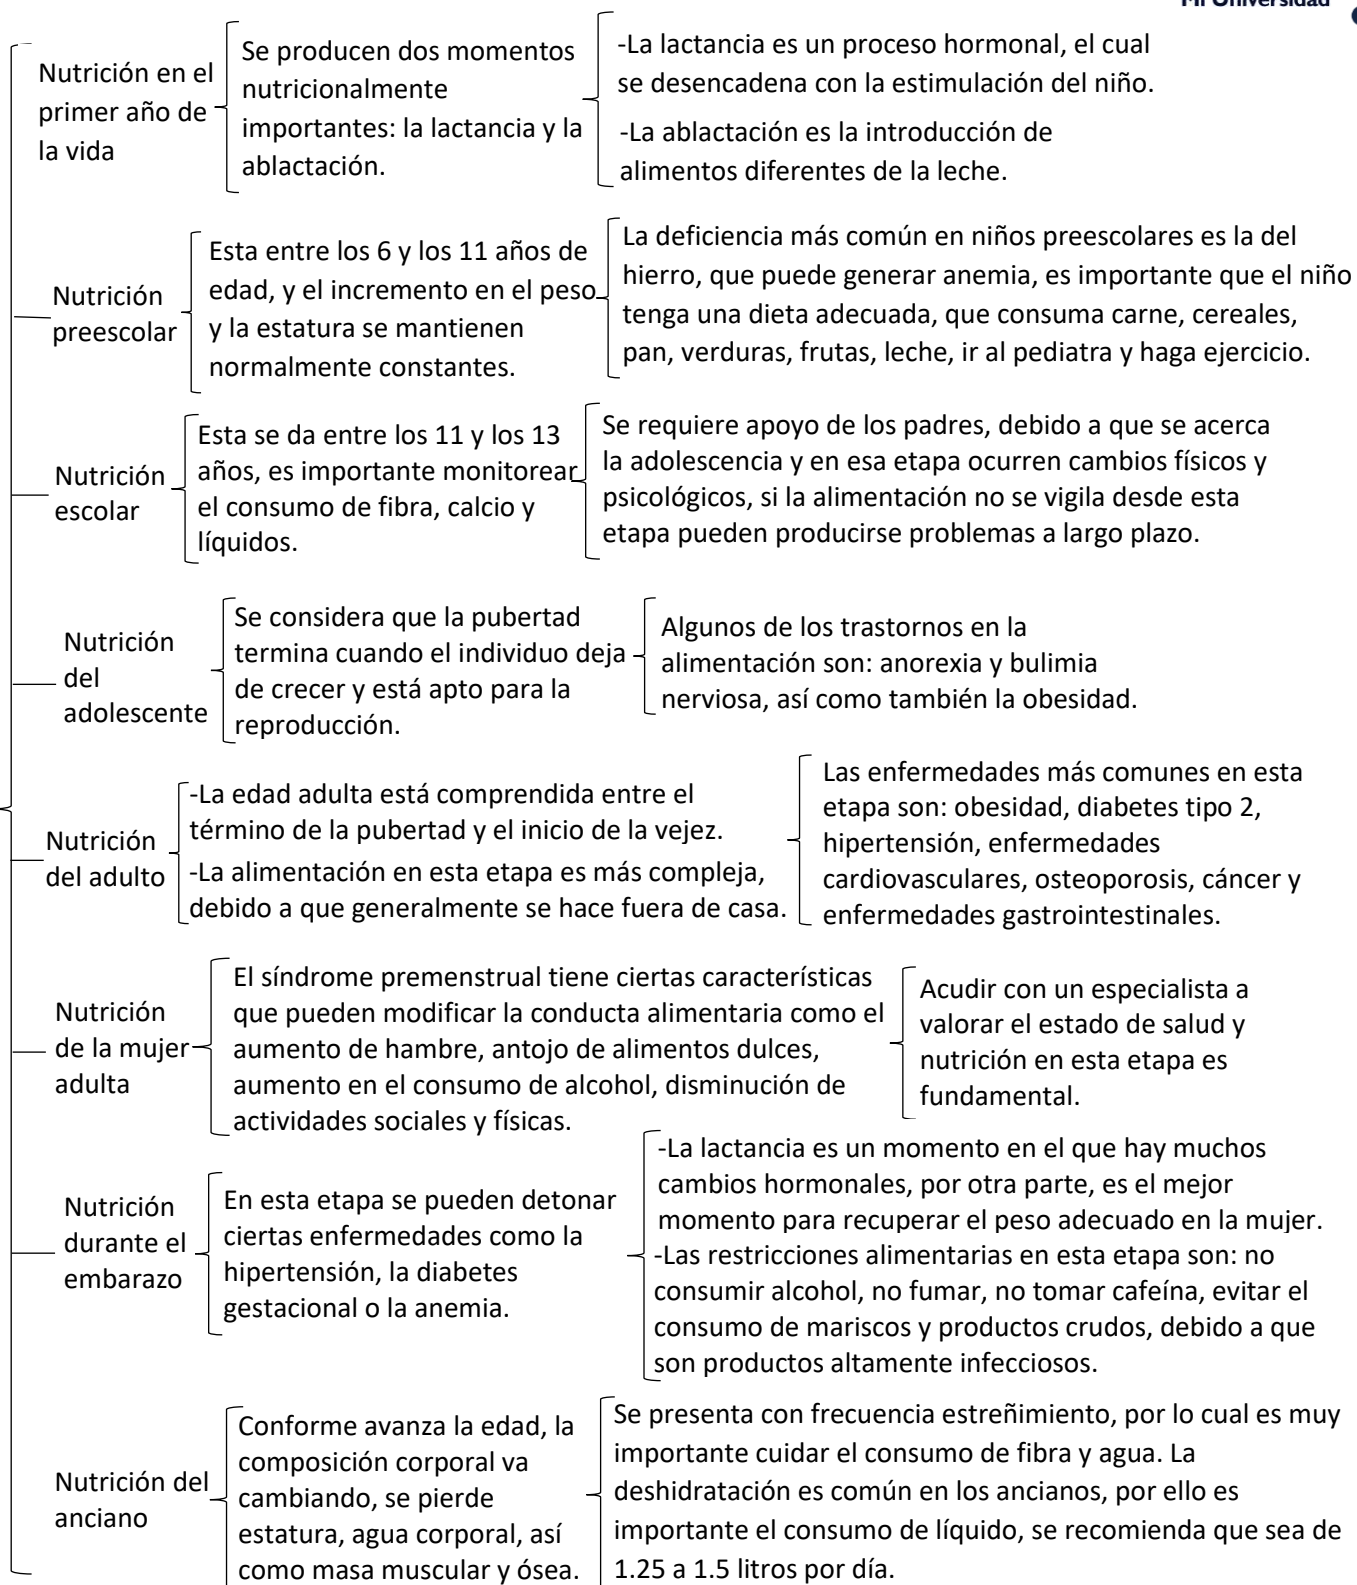 Mi Universidad
Nutrición en el
primer año de
la vida
Se producen dos momentos
nutricionalmente
importantes: la lactancia y la
ablactación.
-La lactancia es un proceso hormonal, el cual
se desencadena con la estimulación del niño.
-La ablactación es la introducción de
alimentos diferentes de la leche.
Nutrición
preescolar
Esta entre los 6 y los 11 años de
edad, y el incremento en el peso
y la estatura se mantienen
normalmente constantes.
La deficiencia más común en niños preescolares es la del
hierro, que puede generar anemia, es importante que el niño
tenga una dieta adecuada, que consuma carne, cereales,
pan, verduras, frutas, leche, ir al pediatra y haga ejercicio.
Nutrición
escolar
Esta se da entre los 11 y los 13
años, es importante monitorear
el consumo de fibra, calcio y
líquidos.
Se requiere apoyo de los padres, debido a que se acerca
la adolescencia y en esa etapa ocurren cambios físicos y
psicológicos, si la alimentación no se vigila desde esta
etapa pueden producirse problemas a largo plazo.
Nutrición
del
adolescente
Se considera que la pubertad
termina cuando el individuo deja
de crecer y está apto para la
reproducción.
Algunos de los trastornos en la
alimentación son: anorexia y bulimia
nerviosa, así como también la obesidad.
Nutrición
del adulto
-La edad adulta está comprendida entre el
término de la pubertad y el inicio de la vejez.
-La alimentación en esta etapa es más compleja,
debido a que generalmente se hace fuera de casa.
Las enfermedades más comunes en esta
etapa son: obesidad, diabetes tipo 2,
hipertensión, enfermedades
cardiovasculares, osteoporosis, cáncer y
enfermedades gastrointestinales.
Nutrición
de la mujer
adulta
El síndrome premenstrual tiene ciertas características
que pueden modificar la conducta alimentaria como el
aumento de hambre, antojo de alimentos dulces,
aumento en el consumo de alcohol, disminución de
actividades sociales y físicas.
Acudir con un especialista a
valorar el estado de salud y
nutrición en esta etapa es
fundamental.
Nutrición
durante el
embarazo
En esta etapa se pueden detonar
ciertas enfermedades como la
hipertensión, la diabetes
gestacional o la anemia.
-La lactancia es un momento en el que hay muchos
cambios hormonales, por otra parte, es el mejor
momento para recuperar el peso adecuado en la mujer.
-Las restricciones alimentarias en esta etapa son: no
consumir alcohol, no fumar, no tomar cafeína, evitar el
consumo de mariscos y productos crudos, debido a que
son productos altamente infecciosos.
Nutrición del
anciano
Conforme avanza la edad, la
composición corporal va
cambiando, se pierde
estatura, agua corporal, así
como masa muscular y ósea.
Se presenta con frecuencia estreñimiento, por lo cual es muy
importante cuidar el consumo de fibra y agua. La
deshidratación es común en los ancianos, por ello es
importante el consumo de líquido, se recomienda que sea de
1.25 a 1.5 litros por día.